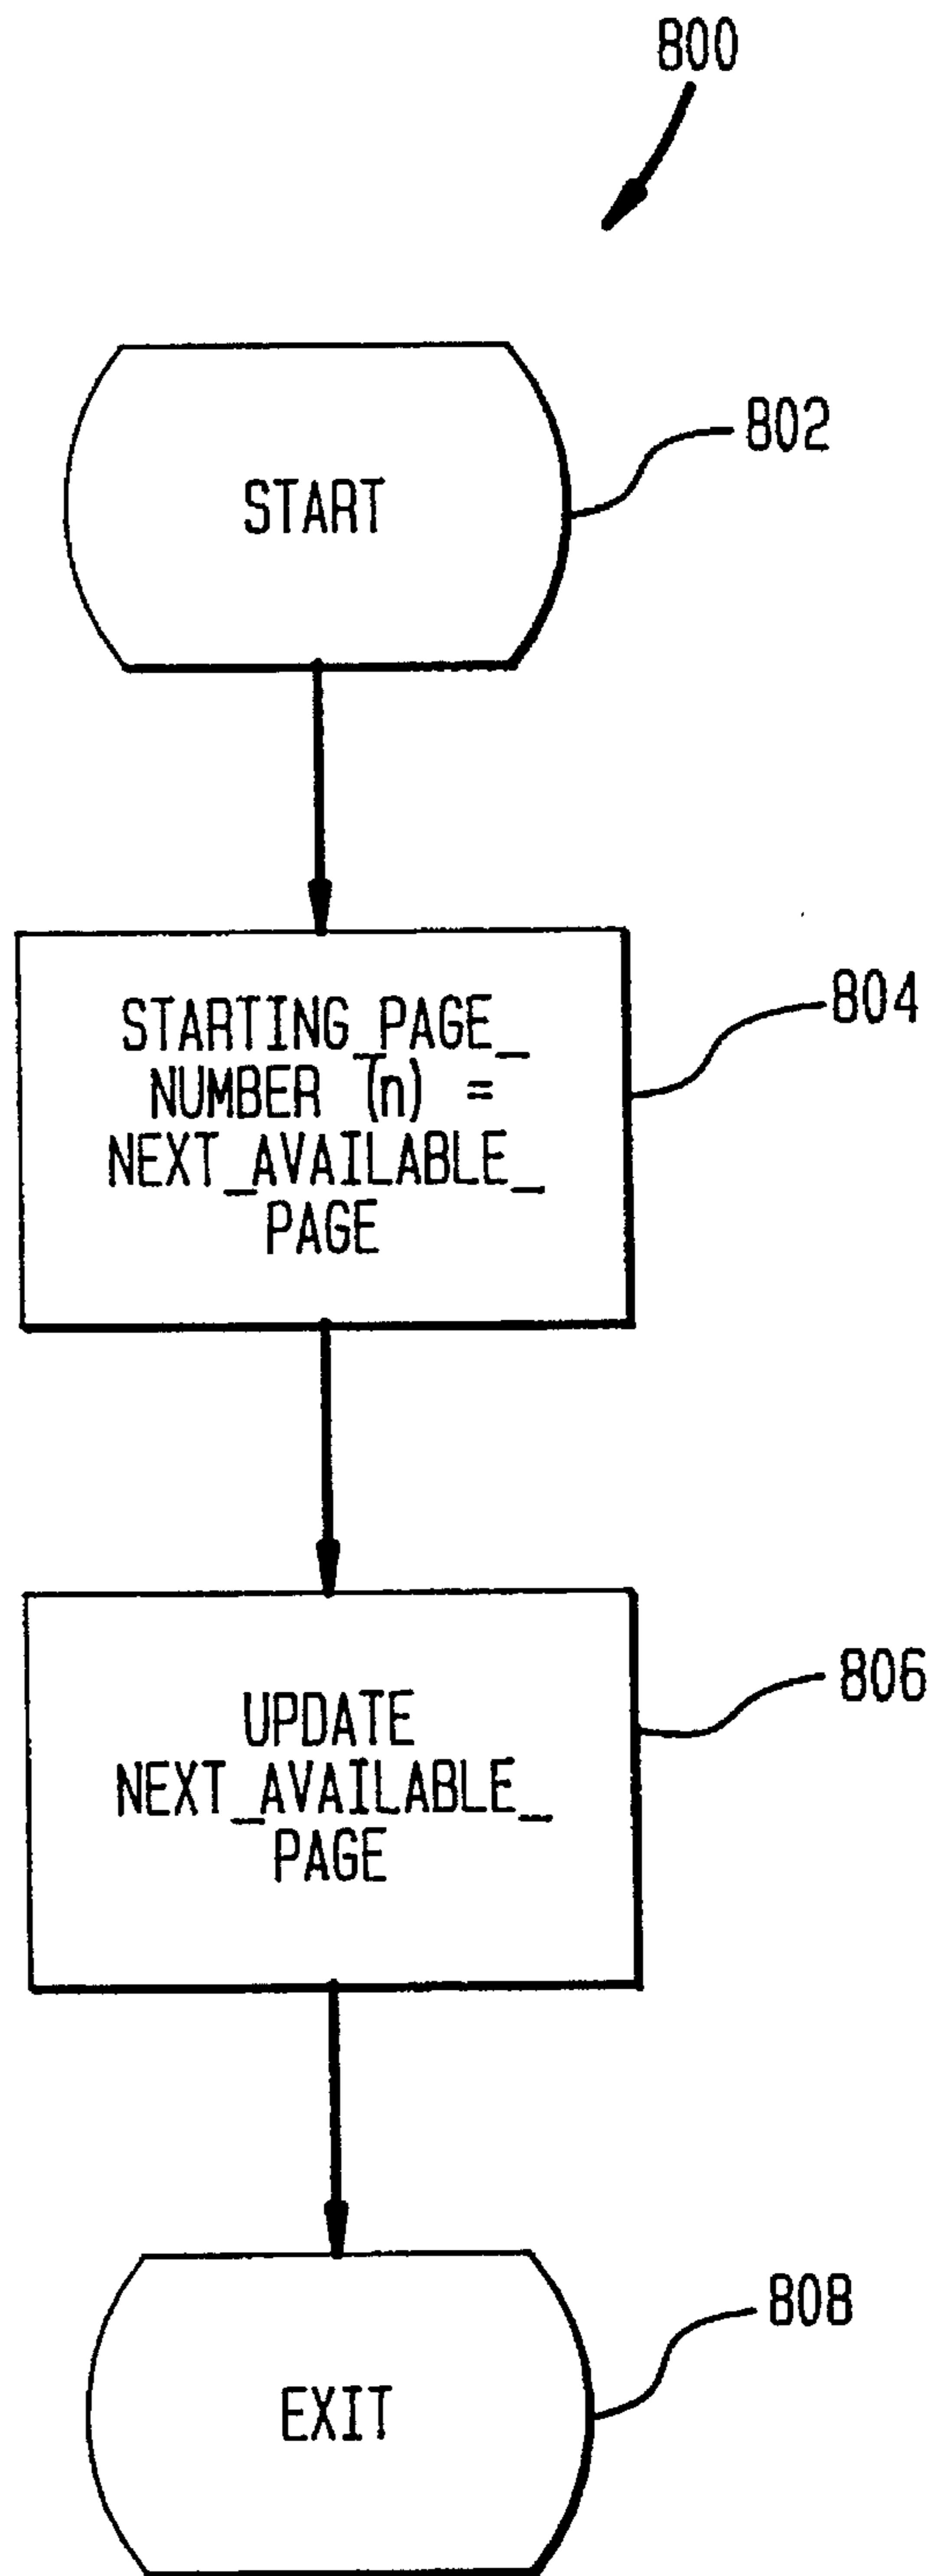 800
START
802
STARTING_PAGE_
NUMBER (n) =
NEXT_AVAILABLE_
PAGE
804
UPDATE
NEXT_AVAILABLE_
PAGE
806
EXIT
808